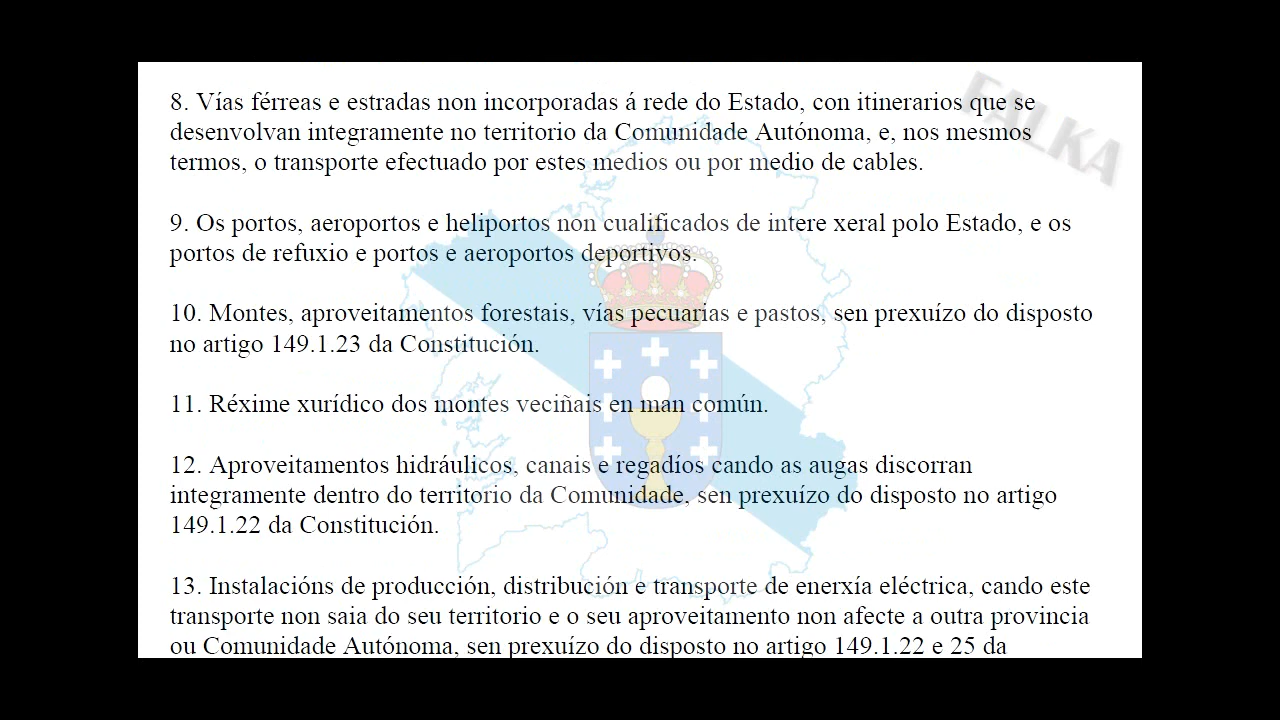 FALKA
8. Vías férreas e estradas non incorporadas á rede do Estado, con itinerarios que se
desenvolvan integramente no territorio da Comunidade Autónoma, e, nos mesmos
termos, o transporte efectuado por estes medios ou por medio de cables.
9. Os portos, aeroportos e heliportos non cualificados de intere xeral polo Estado, e os
portos de refuxio e portos e aeroportos deportivos.
10. Montes, aproveitamentos forestais, vías pecuarias e pastos, sen prexuízo do disposto
no artigo 149.1.23 da Constitución.
11. Réxime xurídico dos montes veciñais en man común.
12. Aproveitamentos hidráulicos, canais e regadíos cando as augas discorran
integramente dentro do territorio da Comunidade, sen prexuízo do disposto no artigo
149.1.22 da Constitución.
13. Instalacións de producción, distribución e transporte de enerxía eléctrica, cando este
transporte non saia do seu territorio e o seu aproveitamento non afecte a outra provincia
ou Comunidade Autónoma, sen prexuízo do disposto no artigo 149.1.22 e 25 da